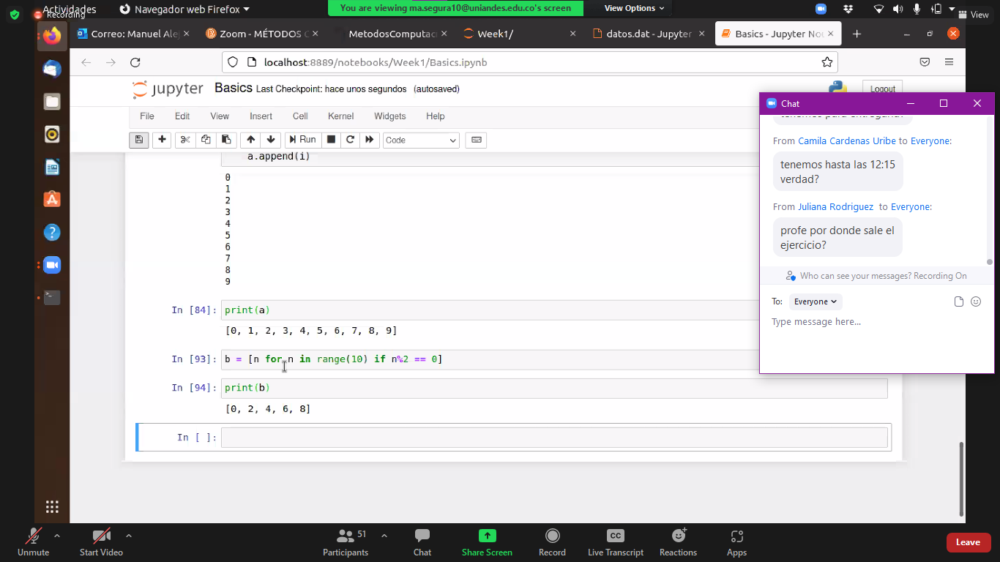 Actividades
Recording
Navegador web Firefox
You are viewing ma.segura10@uniandes.edu.co's screen
View Options
View
Correo: Manuel Ale
Zoom - MÉTODOS C
MetodosComputac
Week1/
datos.dat - Jupyter
Basics - Jupyter Not
localhost:8889/notebooks/Week1/Basics.ipynb
jupyter Basics Last Checkpoint: hace unos segundos (autosaved)
Logout
File Edit View Insert Cell Kernel Widgets Help
Run
Code
a.append(i)
0
1
2
3
4
5
6
7
8
9
In [84]: print(a)
[0, 1, 2, 3, 4, 5, 6, 7, 8, 9]
In [93]: b = [n for n in range(10) if n%2 == 0]
In [94]: print(b)
[0, 2, 4, 6, 8]
In [ ]:
Chat
From Camila Cardenas Uribe to Everyone:
tenemos hasta las 12:15
verdad?
From Juliana Rodriguez to Everyone:
profe por donde sale el
ejercicio?
Who can see your messages? Recording On
To: Everyone
Type message here...
Unmute
Start Video
Participants
51
Chat
Share Screen
Record
CC
Live Transcript
Reactions
Apps
Leave